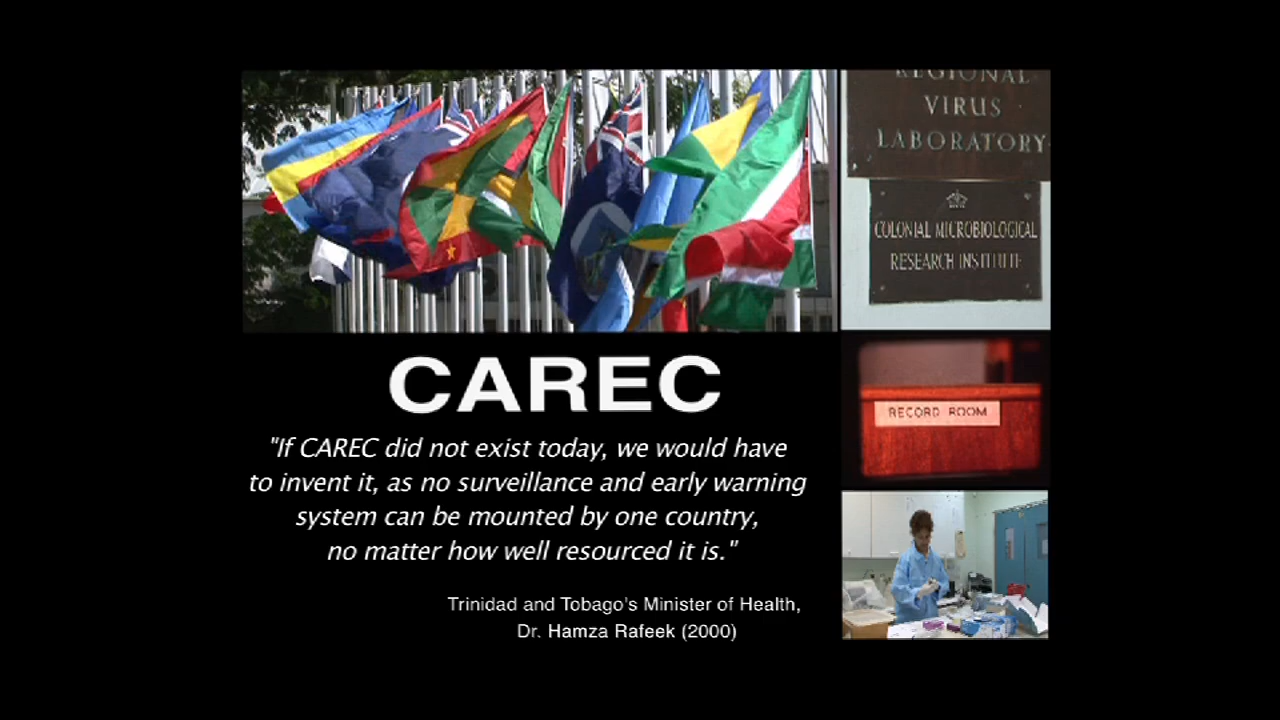 REGIONAL
VIRUS
LABORATORY
COLONIAL MICROBIOLOGICAL
RESEARCH INSTITUTE
RECORD ROOM
CAREC
"If CAREC did not exist today, we would have
to invent it, as no surveillance and early warning
system can be mounted by one country,
no matter how well resourced it is."
Trinidad and Tobago's Minister of Health,
Dr. Hamza Rafeek (2000)